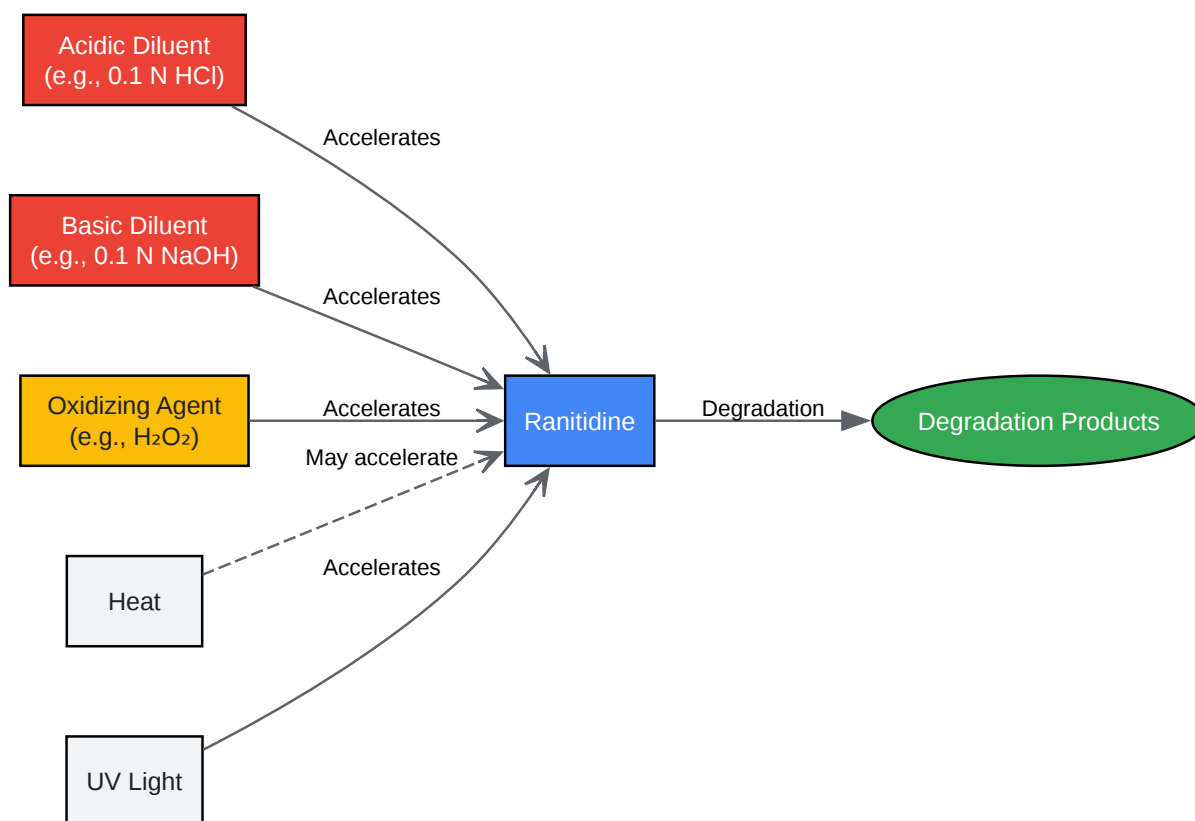 Acidic Diluent
(e.g., 0.1 N HCl)
Accelerates
Basic Diluent
(e.g., 0.1 N NaOH)
Accelerates
Oxidizing Agent
(e.g., H₂O₂)
Accelerates
Ranitidine
Degradation
Degradation Products
May accelerate
Heat
Accelerates
UV Light